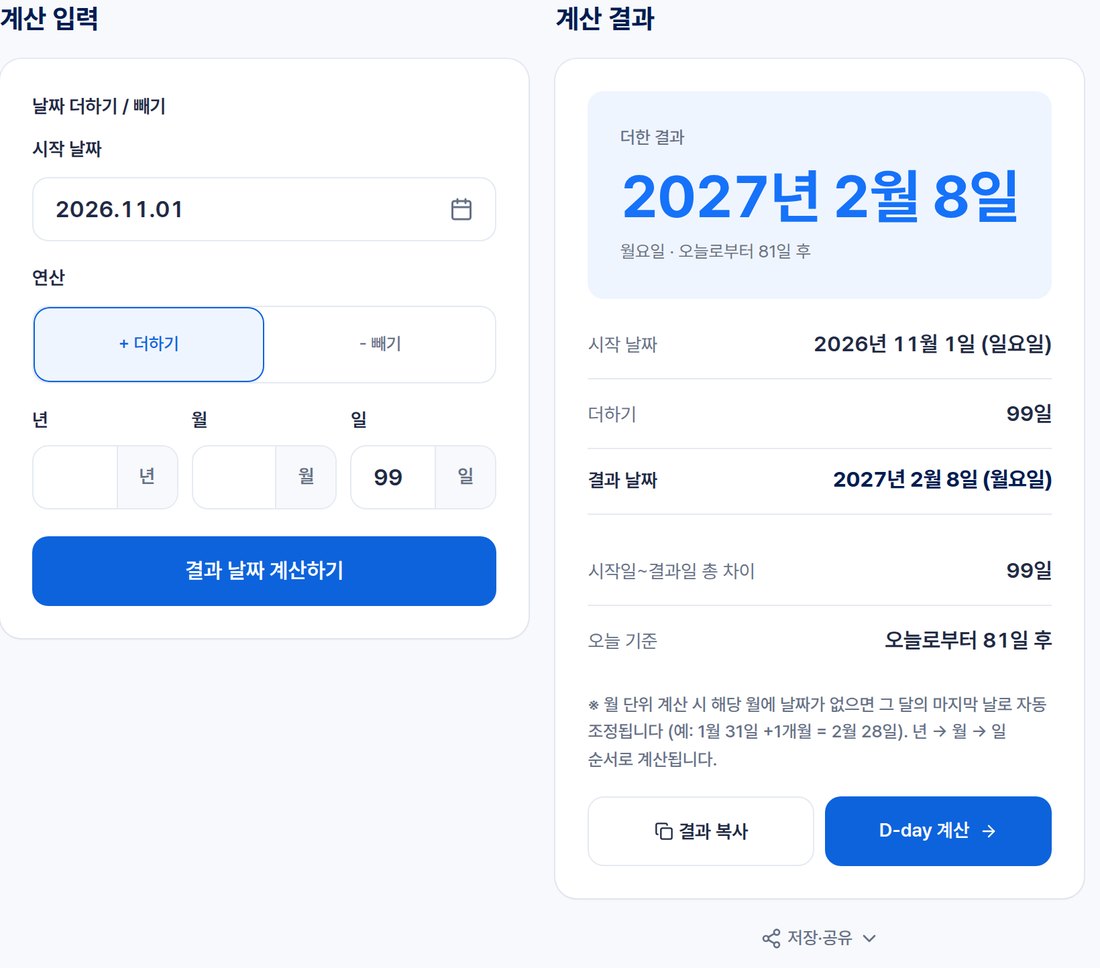 계산 입력
날짜 더하기 / 빼기
시작 날짜
2026.11.01
연산
+ 더하기
- 빼기
년 월 일
년 월 99 일
결과 날짜 계산하기
계산 결과
더한 결과
2027년 2월 8일
월요일 · 오늘로부터 81일 후
시작 날짜 2026년 11월 1일 (일요일)
더하기 99일
결과 날짜 2027년 2월 8일 (월요일)
시작일~결과일 총 차이 99일
오늘 기준 오늘로부터 81일 후
※ 월 단위 계산 시 해당 월에 날짜가 없으면 그 달의 마지막 날로 자동
조정됩니다 (예: 1월 31일 +1개월 = 2월 28일). 년 → 월 → 일
순서로 계산됩니다.
결과 복사
D-day 계산 →
저장·공유